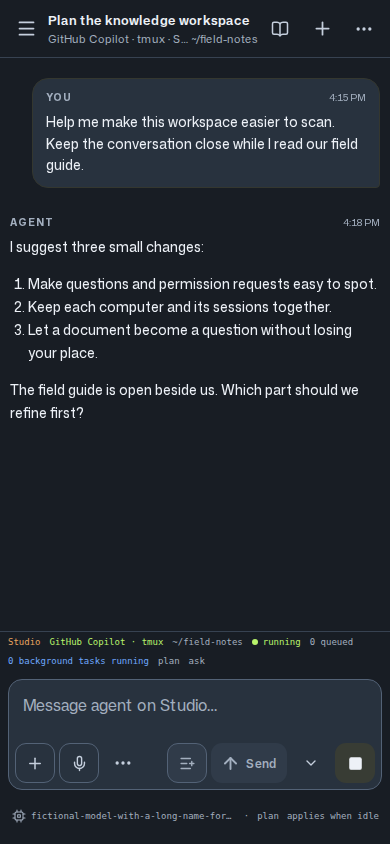 Plan the knowledge workspace
GitHub Copilot · tmux · S... ~/field-notes
YOU 4:15 PM
Help me make this workspace easier to scan.
Keep the conversation close while I read our field
guide.
AGENT 4:18 PM
I suggest three small changes:
1. Make questions and permission requests easy to spot.
2. Keep each computer and its sessions together.
3. Let a document become a question without losing
your place.
The field guide is open beside us. Which part should we
refine first?
Studio GitHub Copilot · tmux ~/field-notes ● running 0 queued
0 background tasks running plan ask
Message agent on Studio...
Send
fictional-model-with-a-long-name-for… · plan applies when idle